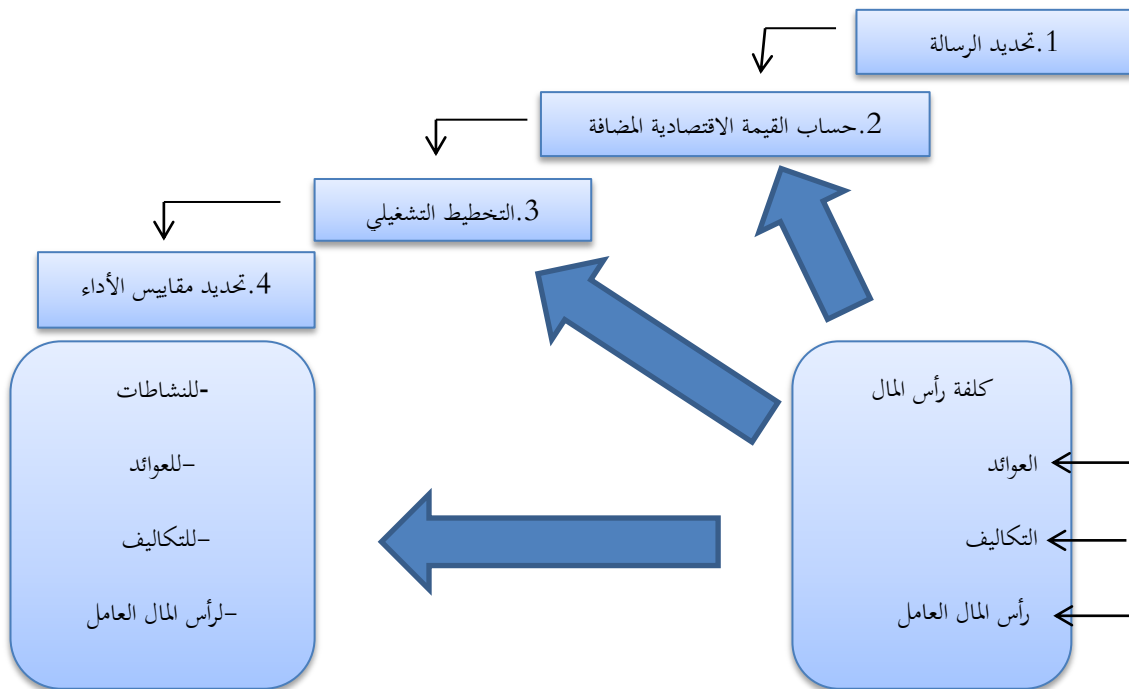 1.تحديد الرسالة
2.حساب القيمة الاقتصادية المضافة
3.التخطيط التشغيلي
4.تحديد مقاييس الأداء
كلفة رأس المال
العوائد
التكاليف
رأس المال العامل
-للنشاطات
-للعوائد
-للتكاليف
-لرأس المال العامل